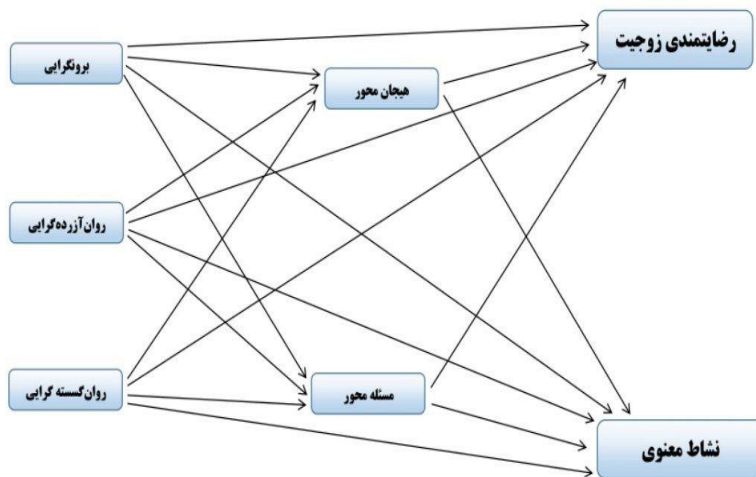 رضایتمندی زوجیت
برونگرایی
هیجان محور
روان‌آزرده‌گرایی
روان‌گسسته گرایی
مسئله محور
نشاط معنوی